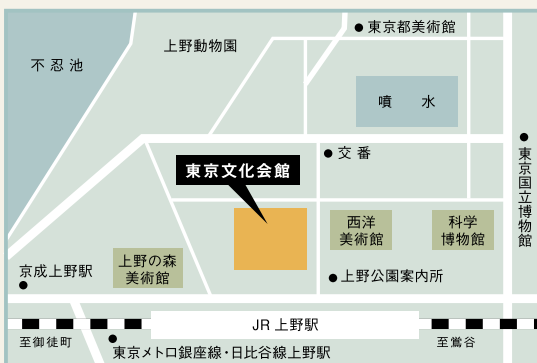 東京都美術館
上野動物園
不忍池
噴 水
交番
東京文化会館
東京国立博物館
西洋
美術館
科学
博物館
上野の森
美術館
京成上野駅
上野公園案内所
JR 上野駅
至御徒町
至鶯谷
東京メトロ銀座線・日比谷線上野駅